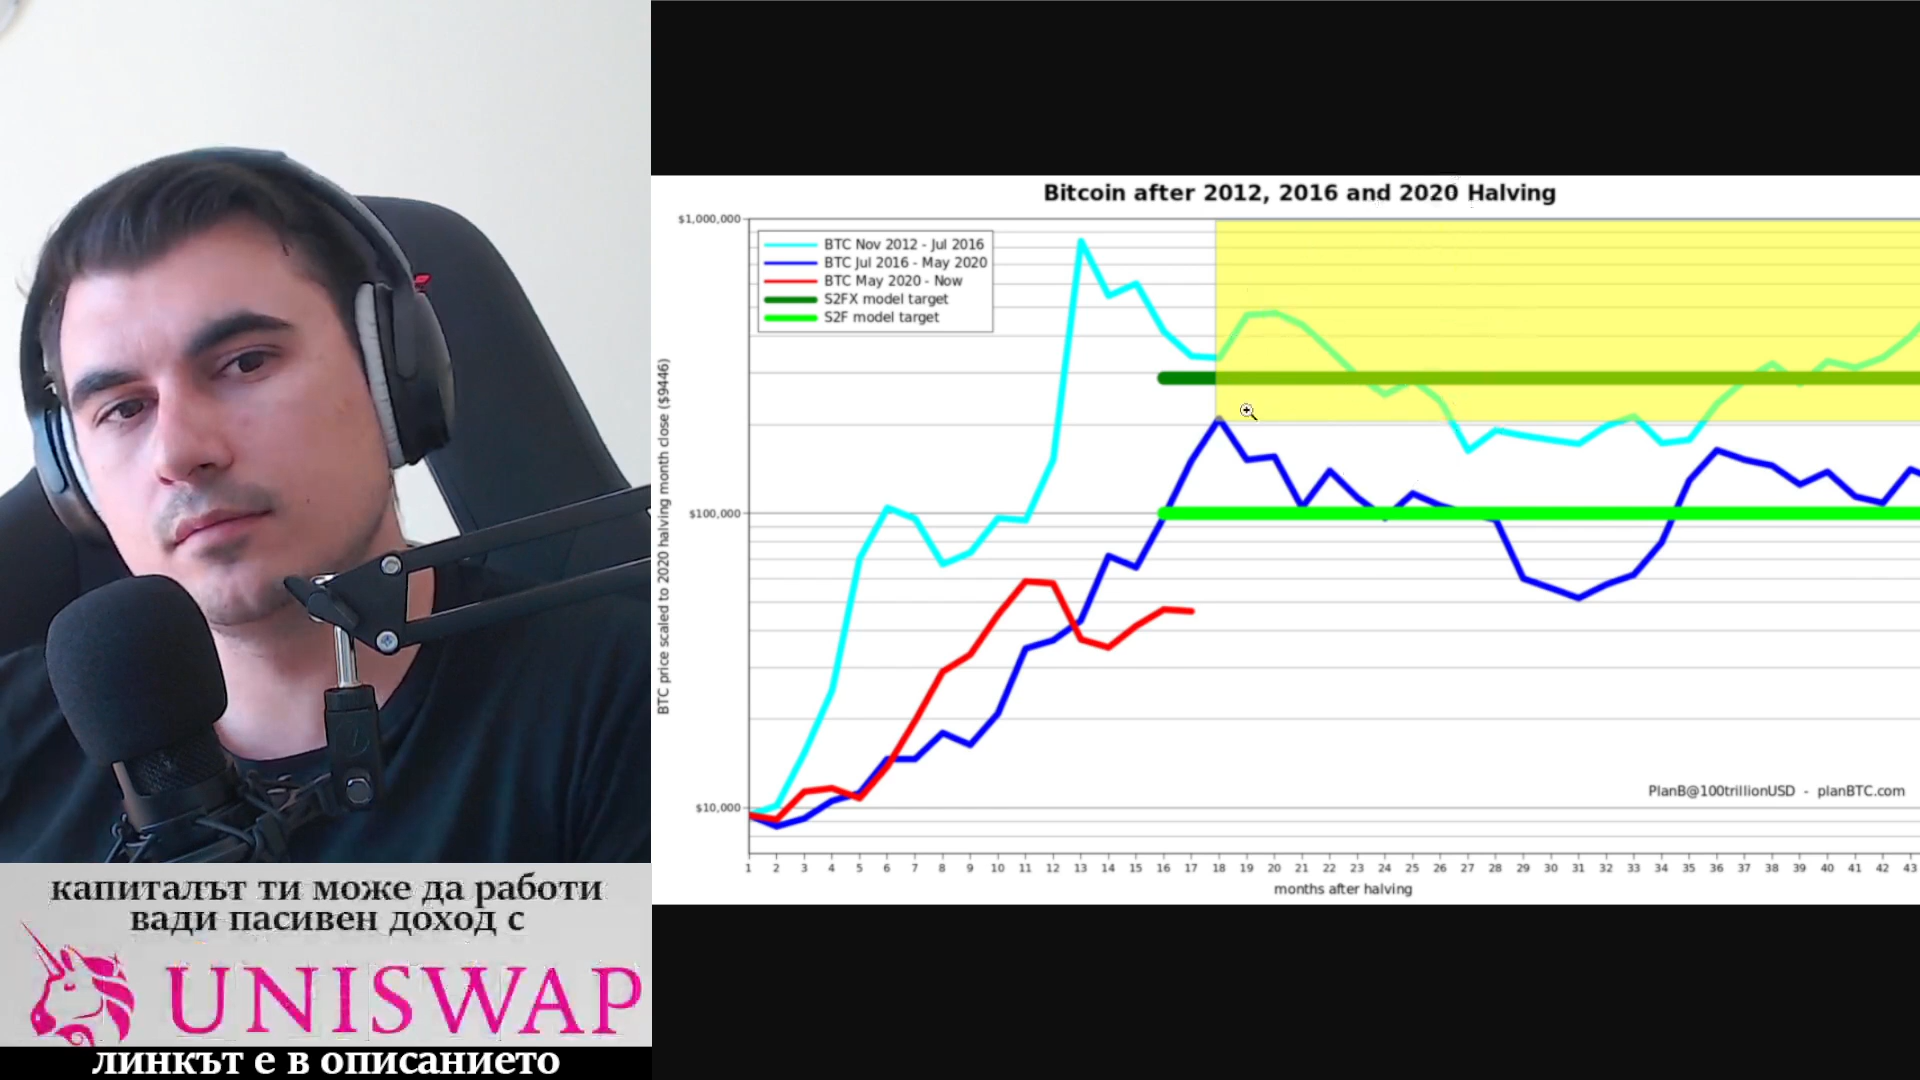 капиталът ти може да работи
вади пасивен доход с
UNISWAP
линкът е в описанието
Bitcoin after 2012, 2016 and 2020 Halving
BTC price scaled to 2020 halving month close ($9446)
$1,000,000
$100,000
$10,000
BTC Nov 2012 - Jul 2016
BTC Jul 2016 - May 2020
BTC May 2020 - Now
S2FX model target
S2F model target
PlanB@100trillionUSD - planBTC.com
1 2 3 4 5 6 7 8 9 10 11 12 13 14 15 16 17 18 19 20 21 22 23 24 25 26 27 28 29 30 31 32 33 34 35 36 37 38 39 40 41 42 43
months after halving